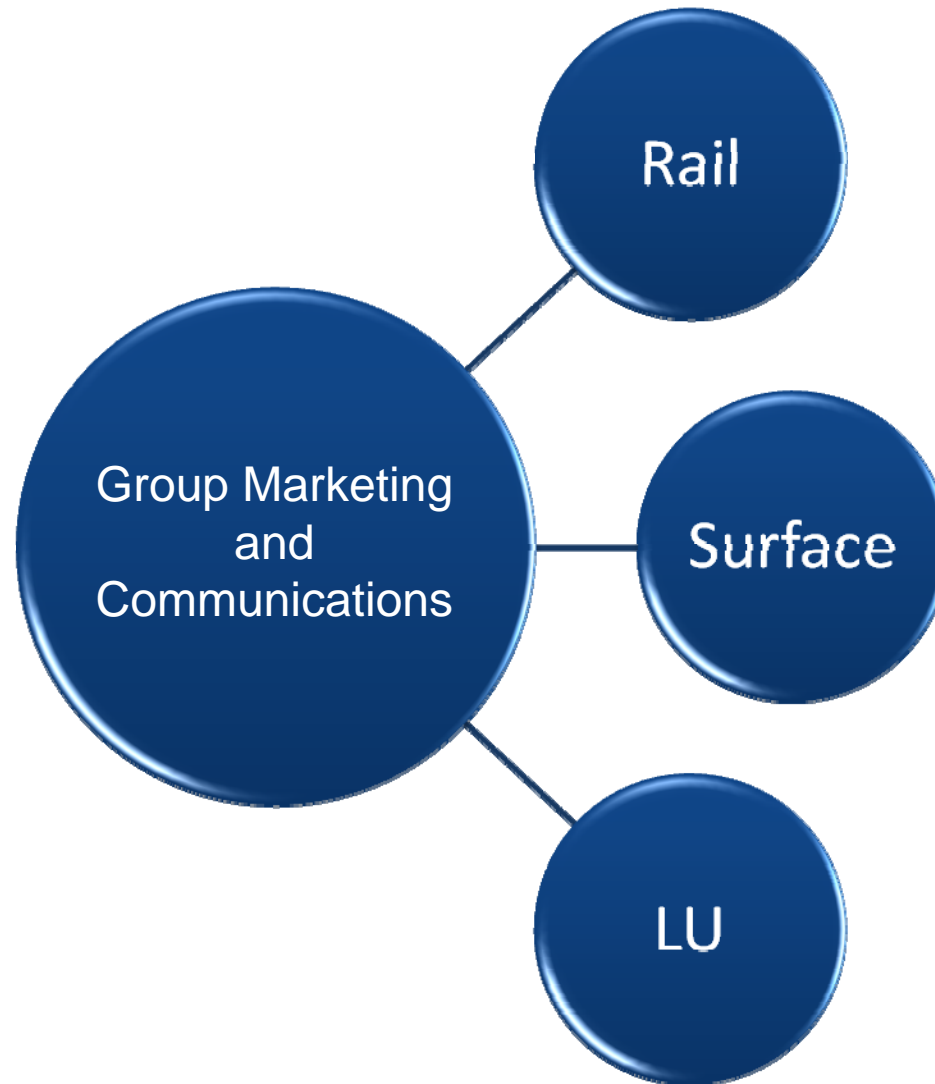 Rail
Group Marketing
and
Communications
Surface
LU